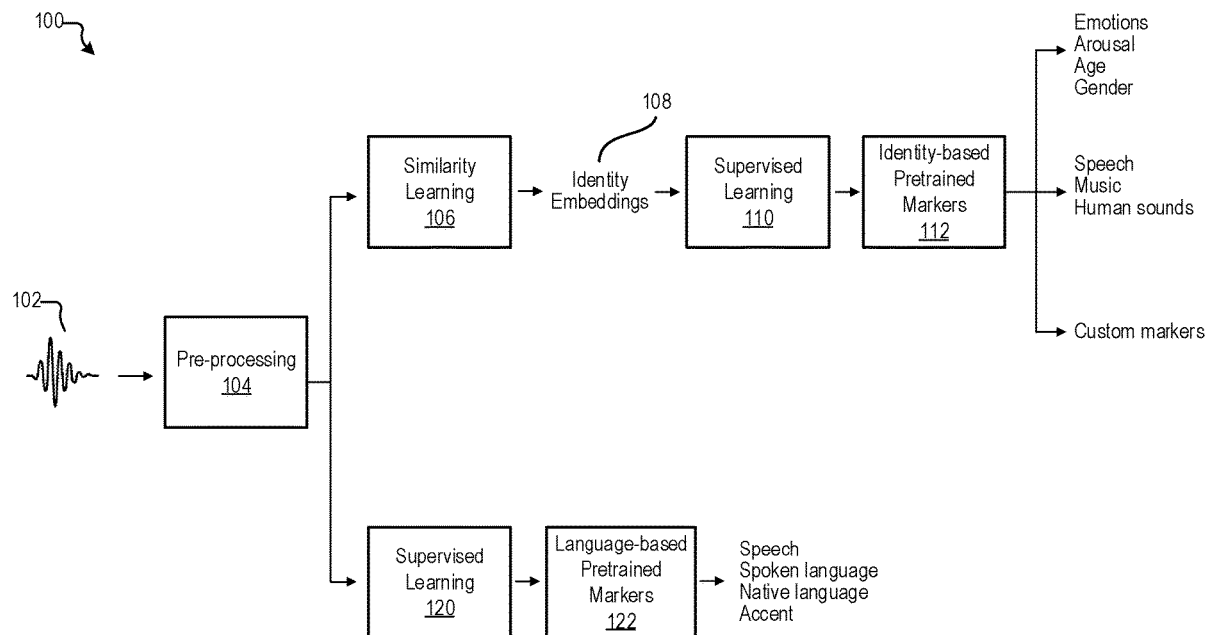 100
Emotions
Arousal
Age
Gender
108
Similarity
Learning
106
Identity
Embeddings
Supervised
Learning
110
Identity-based
Pretrained
Markers
112
Speech
Music
Human sounds
102
Pre-processing
104
Custom markers
Supervised
Learning
120
Language-based
Pretrained
Markers
122
Speech
Spoken language
Native language
Accent